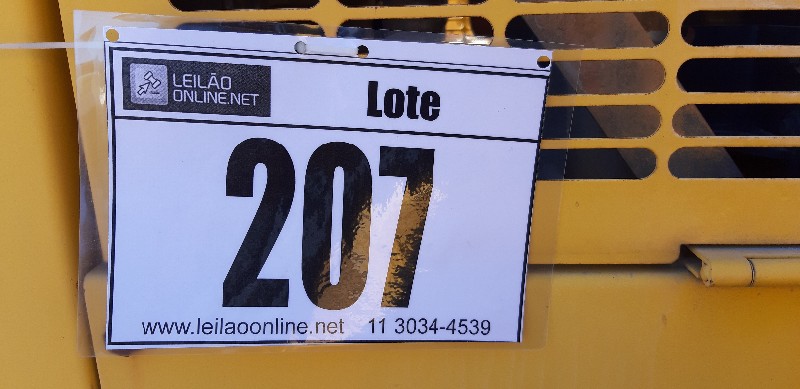 LEILÃO
ONLINE.NET
Lote
207
www.leilaoonline.net 11 3034-4539